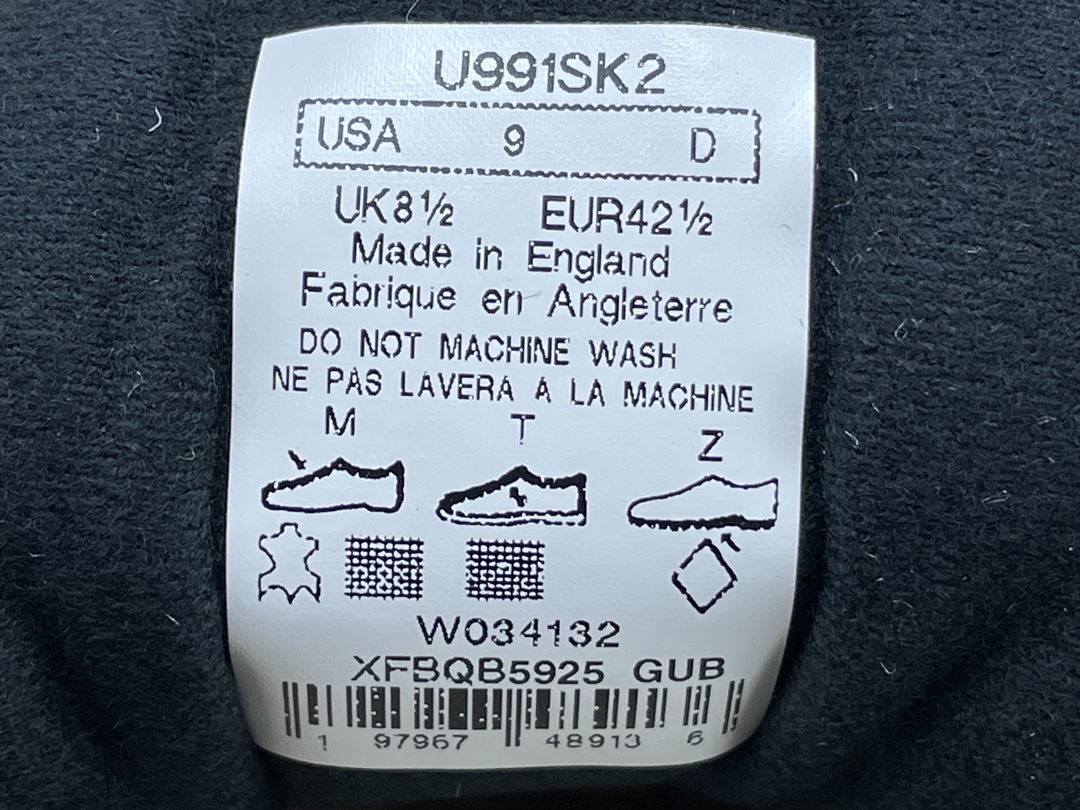 U991SK2
USA 9 D
UK8½ EUR42½
Made in England
Fabrique en Angleterre
DO NOT MACHINE WASH
NE PAS LAVERA A LA MACHINE
M T Z
W034132
XFBQB5925 GUB
1 97967 48913 6